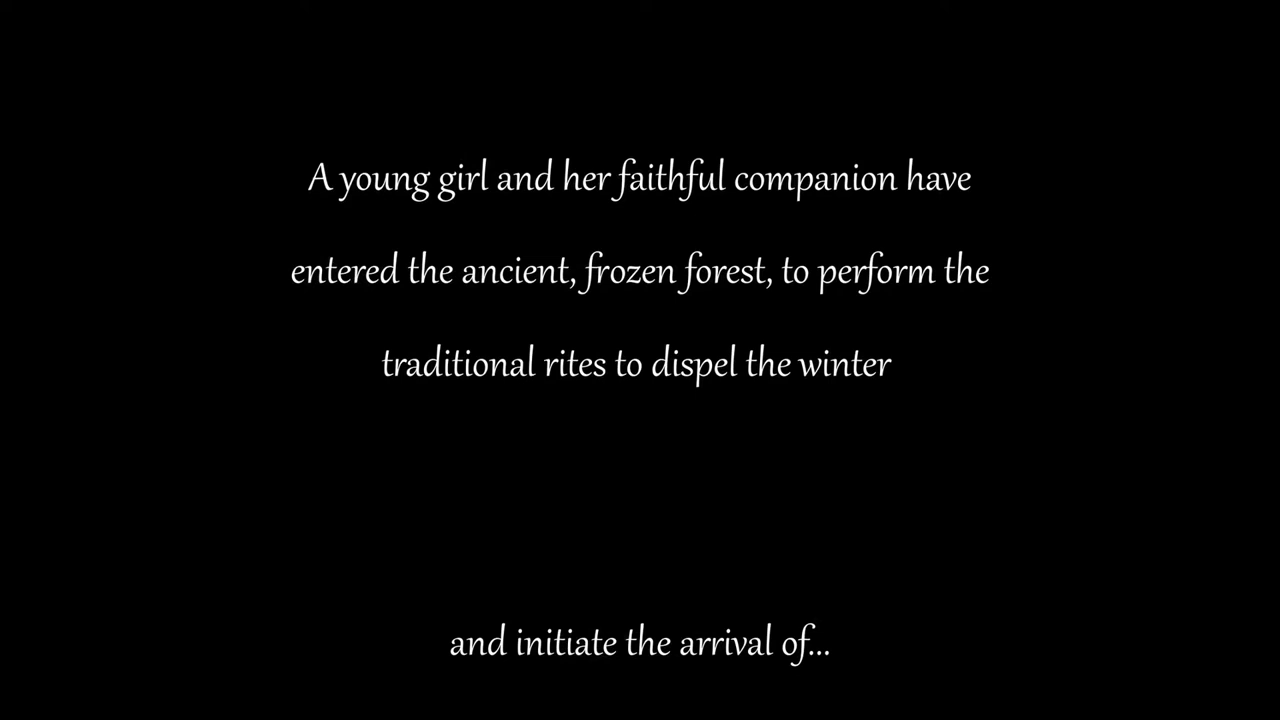 A young girl and her faithful companion have
entered the ancient, frozen forest, to perform the
traditional rites to dispel the winter
and initiate the arrival of...